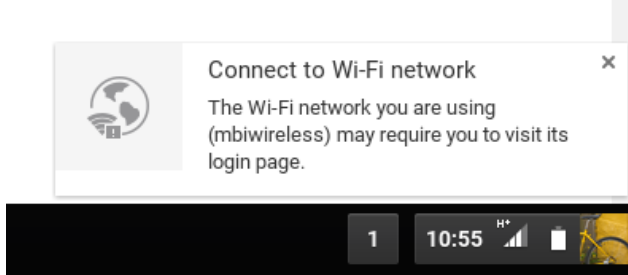 Connect to Wi-Fi network
The Wi-Fi network you are using
(mbiwireless) may require you to visit its
login page.
1
10:55
H+